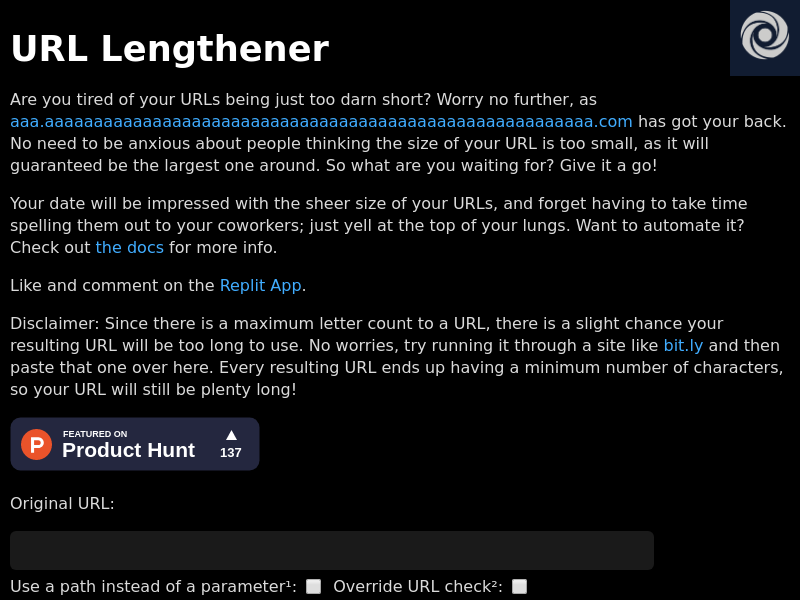 URL Lengthener
Are you tired of your URLs being just too darn short? Worry no further, as
aaa.aaaaaaaaaaaaaaaaaaaaaaaaaaaaaaaaaaaaaaaaaaaaaaaaaaaaaaaa.com has got your back.
No need to be anxious about people thinking the size of your URL is too small, as it will
guaranteed be the largest one around. So what are you waiting for? Give it a go!
Your date will be impressed with the sheer size of your URLs, and forget having to take time
spelling them out to your coworkers; just yell at the top of your lungs. Want to automate it?
Check out the docs for more info.
Like and comment on the Replit App.
Disclaimer: Since there is a maximum letter count to a URL, there is a slight chance your
resulting URL will be too long to use. No worries, try running it through a site like bit.ly and then
paste that one over here. Every resulting URL ends up having a minimum number of characters,
so your URL will still be plenty long!
P
FEATURED ON
Product Hunt
▲
137
Original URL:
Use a path instead of a parameter¹: Override URL check²: